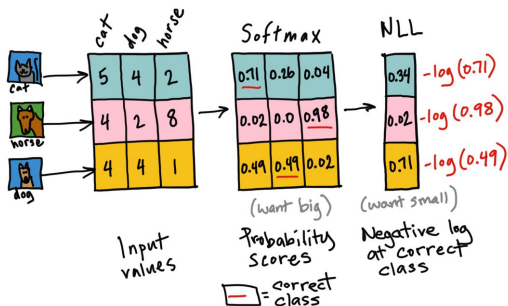 cat dog horse
Softmax
NLL
cat
5 4 2
0.71 0.26 0.04
0.34
-log(0.71)
horse
4 2 8
0.02 0.0 0.98
0.02
-log(0.98)
dog
4 4 1
0.49 0.49 0.02
0.71
-log(0.49)
(want big)
(want small)
Input
values
Probability
scores
Negative log
at correct
class
= correct
class